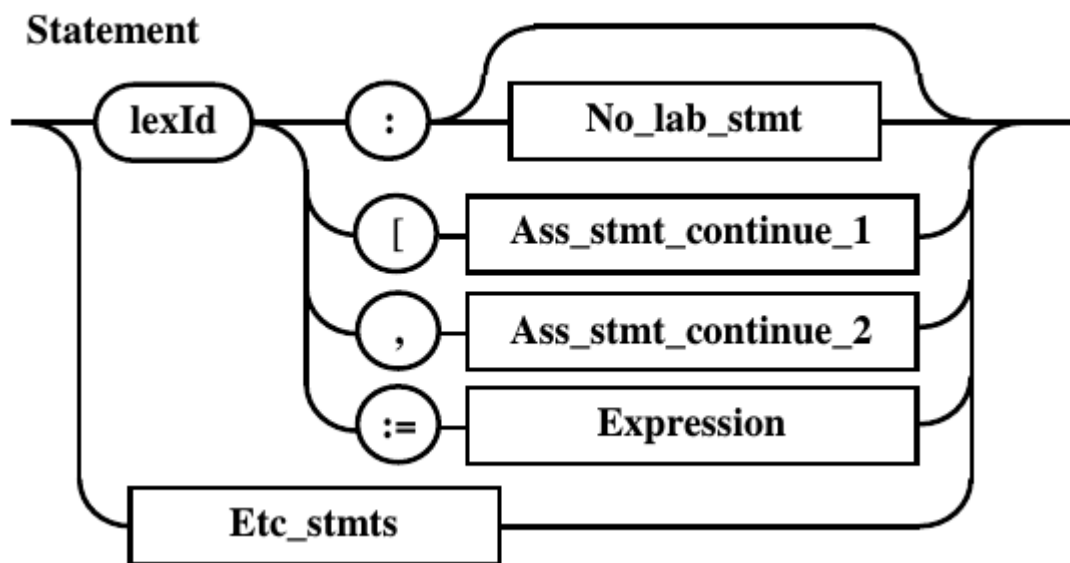 Statement
lexId : No_lab_stmt
[ Ass_stmt_continue_1
, Ass_stmt_continue_2
:= Expression
Etc_stmts